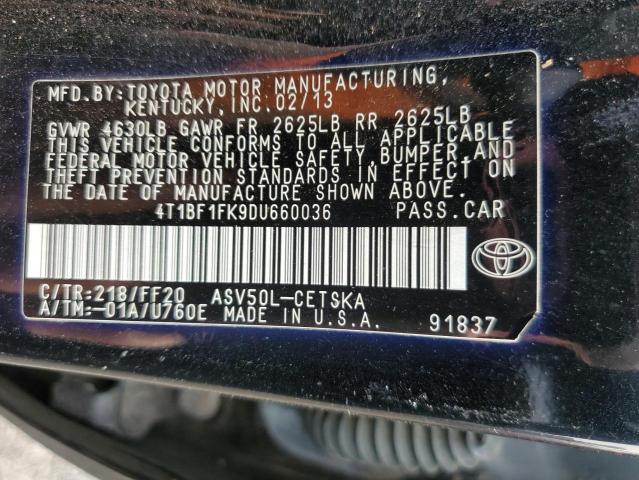 MFD.BY:TOYOTA MOTOR MANUFACTURING,
KENTUCKY,INC.02/13
GVWR 4630LB GAWR FR 2625LB RR 2625LB
THIS VEHICLE CONFORMS TO ALL APPLICABLE
FEDERAL MOTOR VEHICLE SAFETY,BUMPER,AND
THEFT PREVENTION STANDARDS IN EFFECT ON
THE DATE OF MANUFACTURE SHOWN ABOVE.
4T1BF1FK9DU660036 PASS.CAR
C/TR:218/FF20 ASV50L-CETSKA
A/TM:-01A/U760E MADE IN U.S.A. 91837